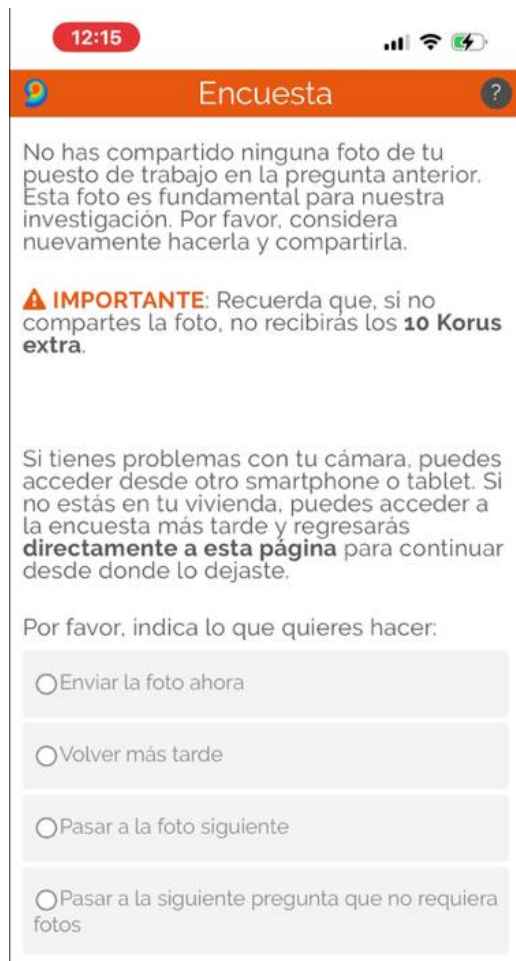 12:15
Encuesta
?
No has compartido ninguna foto de tu
puesto de trabajo en la pregunta anterior.
Esta foto es fundamental para nuestra
investigación. Por favor, considera
nuevamente hacerla y compartirla.
IMPORTANTE: Recuerda que, si no
compartes la foto, no recibirás los 10 Korus
extra.
Si tienes problemas con tu cámara, puedes
acceder desde otro smartphone o tablet. Si
no estás en tu vivienda, puedes acceder a
la encuesta más tarde y regresarás
directamente a esta página para continuar
desde donde lo dejaste.
Por favor, indica lo que quieres hacer:
Enviar la foto ahora
Volver más tarde
Pasar a la foto siguiente
Pasar a la siguiente pregunta que no requiera
fotos